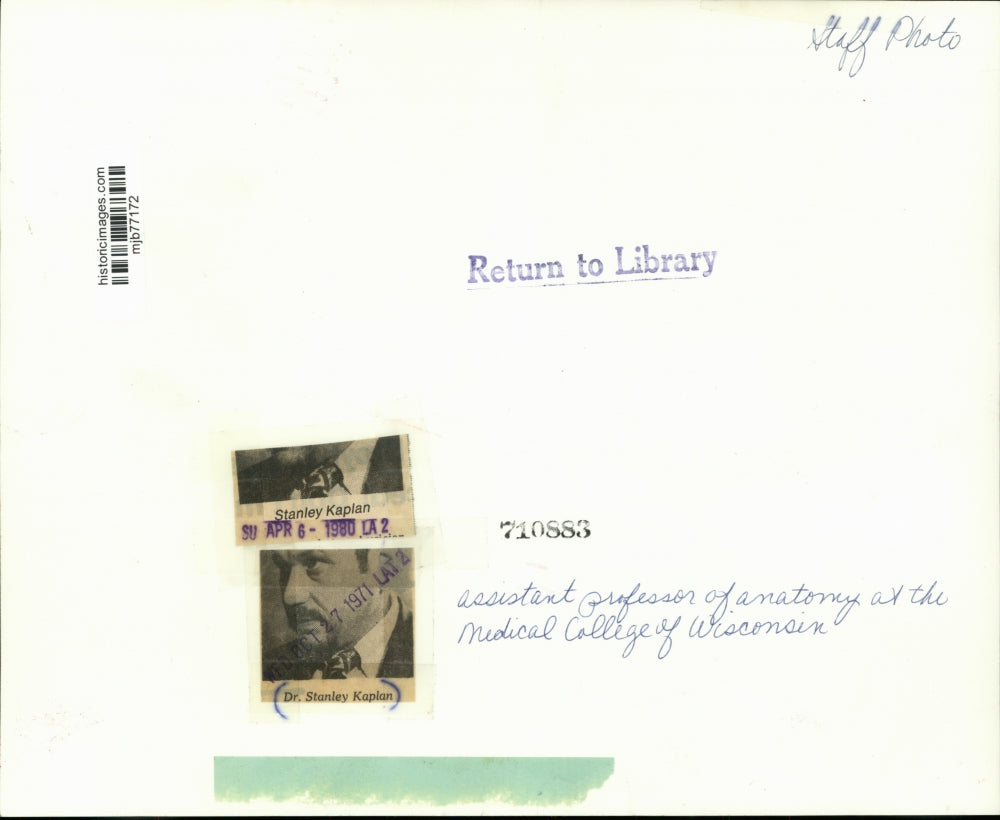 Staff Photo
historicimages.com
mjb77172
Return to Library
Stanley Kaplan
SU APR 6 - 1980 LA 2
710883
OCT 27 1971 LAT 2
assistant professor of anatomy at the
Medical College of Wisconsin
Dr. Stanley Kaplan